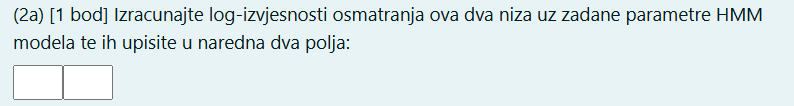 (2a) [1 bod] Izracunajte log-izvjesnosti osmatranja ova dva niza uz zadane parametre HMM
modela te ih upisite u naredna dva polja: